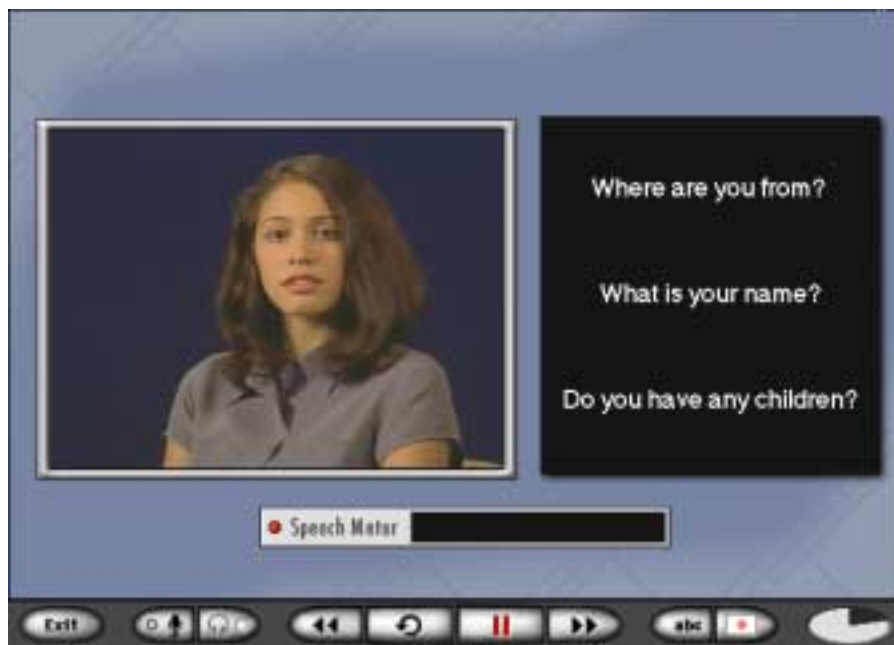 Where are you from?
What is your name?
Do you have any children?
Speech Meter
Exit
abc